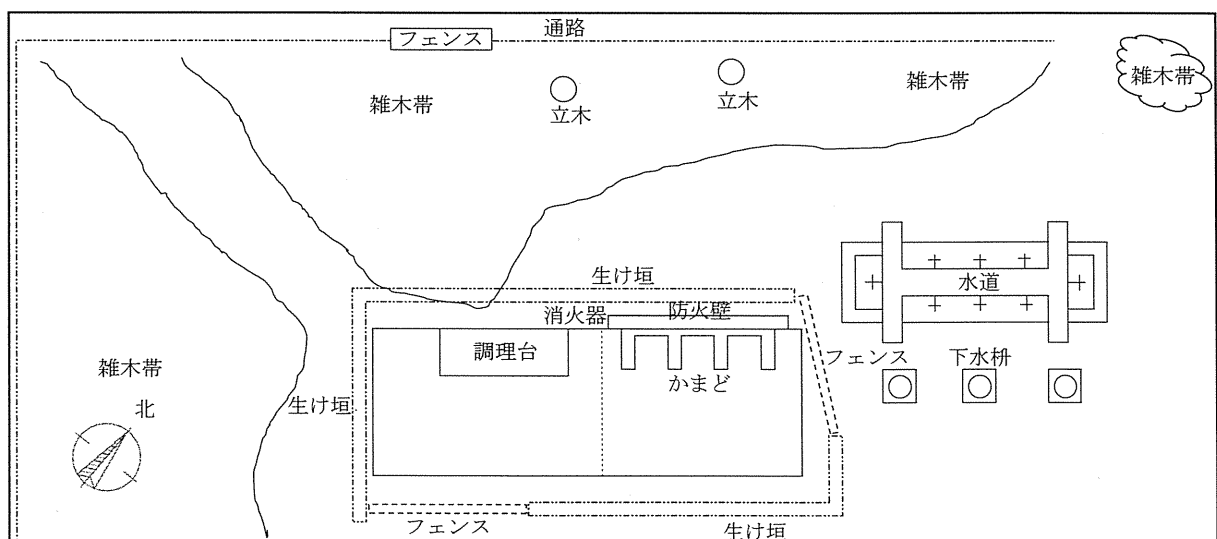 通路
フェンス
雑木帯
雑木帯
雑木帯
立木
立木
生け垣
水道
消火器
防火壁
調理台
かまど
フェンス
下水枡
雑木帯
生け垣
北
フェンス
生け垣